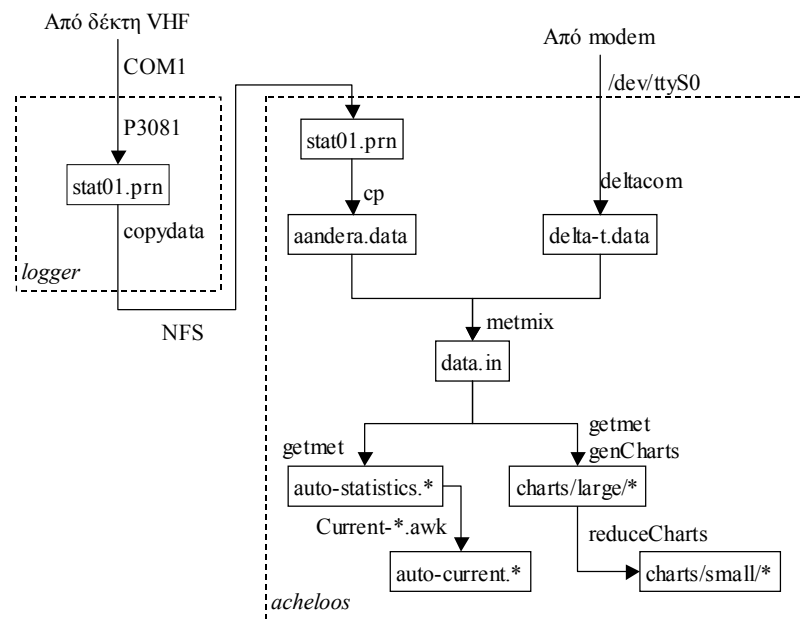 Από δέκτη VHF
Από modem
COM1
/dev/ttyS0
P3081
stat01.prn
stat01.prn
cp
deltacom
copydata
aandera.data
delta-t.data
logger
NFS
metmix
data.in
getmet
getmet
genCharts
auto-statistics.*
charts/large/*
Current-*.awk
reduceCharts
auto-current.*
charts/small/*
acheloos